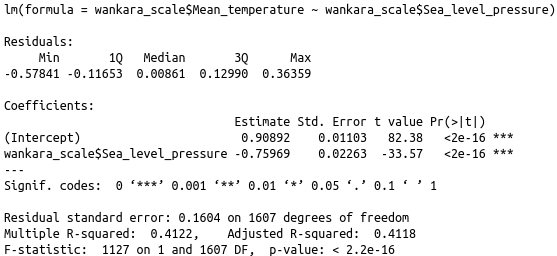 lm(formula = wankara_scale$Mean_temperature ~ wankara_scale$Sea_level_pressure)
Residuals:
Min 1Q Median 3Q Max
-0.57841 -0.11653 0.00861 0.12990 0.36359
Coefficients:
Estimate Std. Error t value Pr(>|t|)
(Intercept) 0.90892 0.01103 82.38 <2e-16 ***
wankara_scale$Sea_level_pressure -0.75969 0.02263 -33.57 <2e-16 ***
---
Signif. codes: 0 ‘***’ 0.001 ‘**’ 0.01 ‘*’ 0.05 ‘.’ 0.1 ‘ ’ 1
Residual standard error: 0.1604 on 1607 degrees of freedom
Multiple R-squared: 0.4122, Adjusted R-squared: 0.4118
F-statistic: 1127 on 1 and 1607 DF, p-value: < 2.2e-16